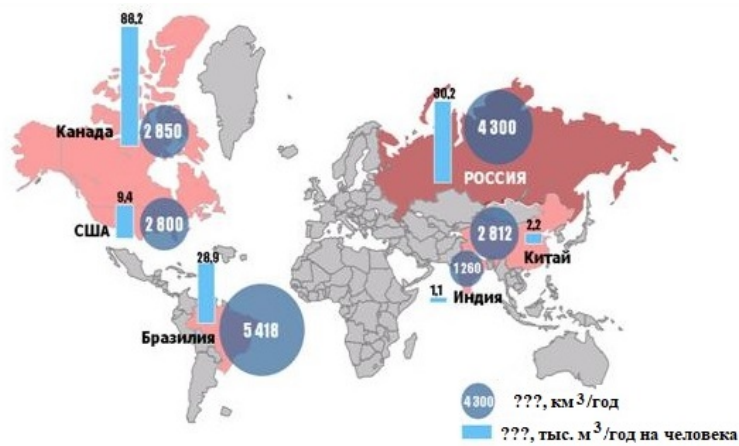 88,2
Канада
2 850
9,4
США
2 800
28,9
Бразилия
5 418
30,2
4 300
РОССИЯ
2 812
2,2
Китай
1 260
1,1
Индия
4 300 ???, км3/год
???, тыс. м3/год на человека